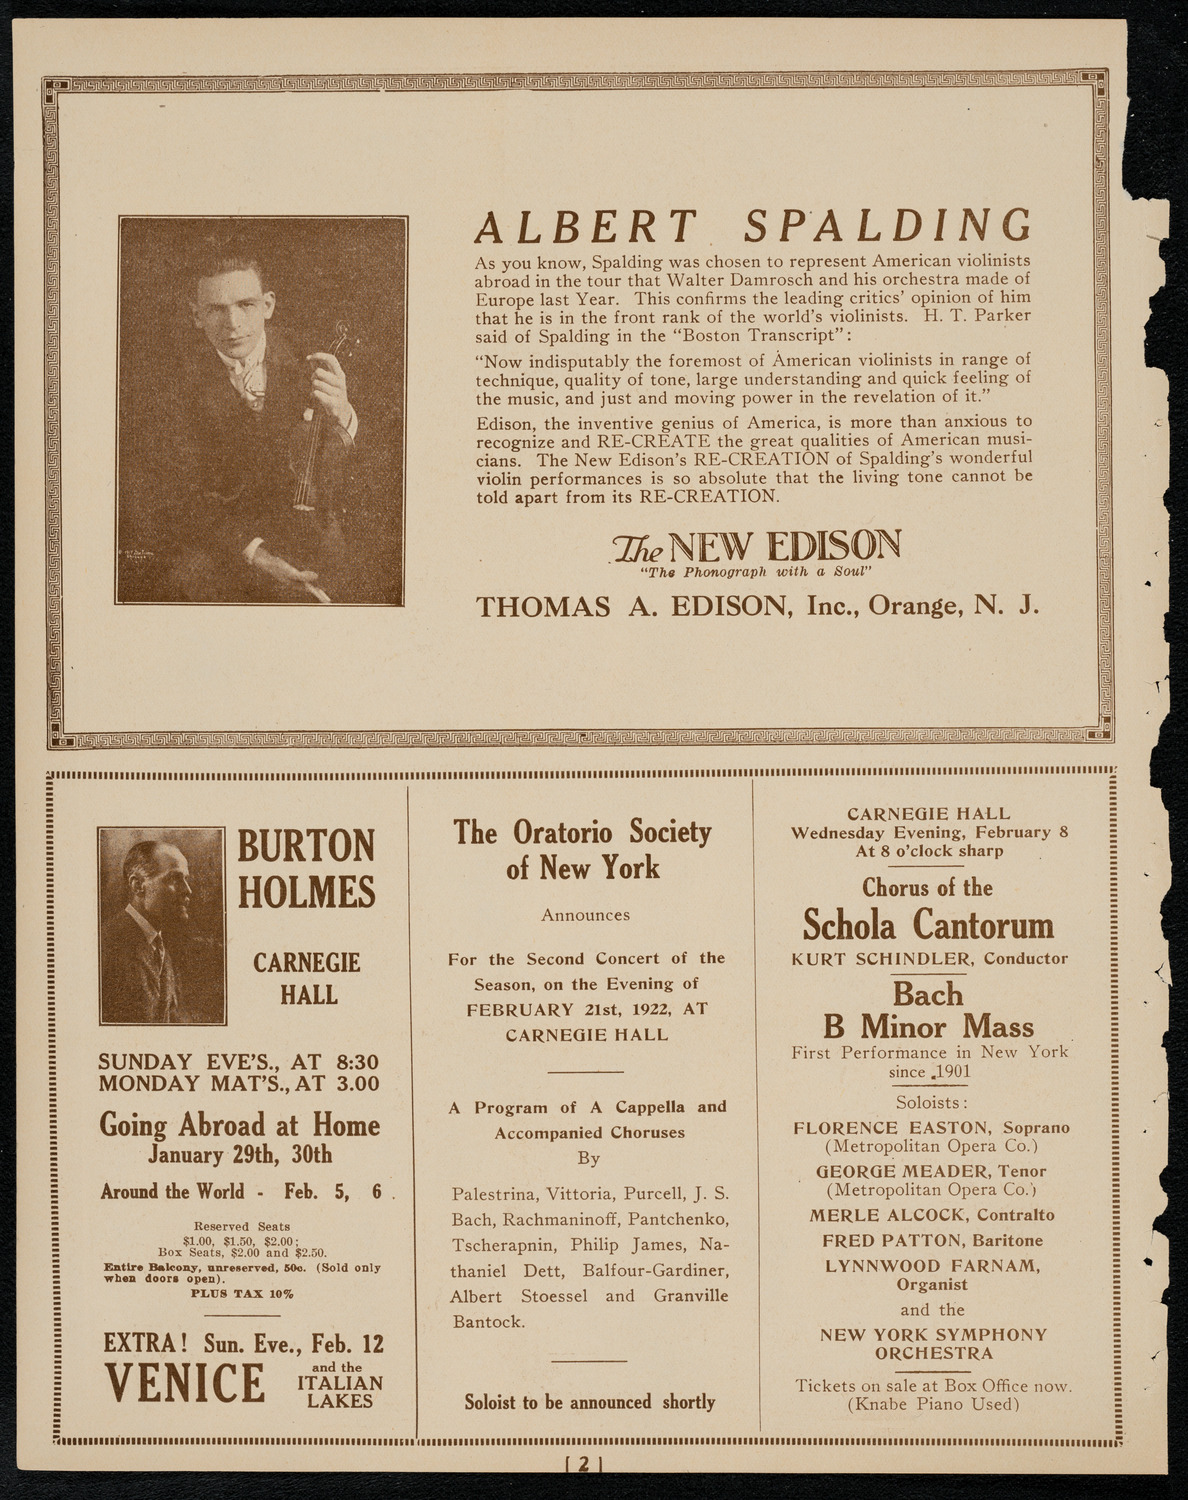 ALBERT SPALDING
As you know, Spalding was chosen to represent American violinists
abroad in the tour that Walter Damrosch and his orchestra made of
Europe last Year. This confirms the leading critics' opinion of him
that he is in the front rank of the world's violinists. H. T. Parker
said of Spalding in the "Boston Transcript":
"Now indisputably the foremost of American violinists in range of
technique, quality of tone, large understanding and quick feeling of
the music, and just and moving power in the revelation of it."
Edison, the inventive genius of America, is more than anxious to
recognize and RE-CREATE the great qualities of American musi-
cians. The New Edison's RE-CREATION of Spalding's wonderful
violin performances is so absolute that the living tone cannot be
told apart from its RE-CREATION.
The NEW EDISON
"The Phonograph with a Soul"
THOMAS A. EDISON, Inc., Orange, N. J.
BURTON
HOLMES
CARNEGIE
HALL
SUNDAY EVE'S., AT 8:30
MONDAY MAT'S., AT 3.00
Going Abroad at Home
January 29th, 30th
Around the World - Feb. 5, 6.
Reserved Seats
$1.00, $1.50, $2.00;
Box Seats, $2.00 and $2.50.
Entire Balcony, unreserved, 50c. (Sold only
when doors open).
PLUS TAX 10%
EXTRA! Sun. Eve., Feb. 12
VENICE and the
ITALIAN
LAKES
The Oratorio Society
of New York
Announces
For the Second Concert of the
Season, on the Evening of
FEBRUARY 21st, 1922, AT
CARNEGIE HALL
A Program of A Cappella and
Accompanied Choruses
By
Palestrina, Vittoria, Purcell, J. S.
Bach, Rachmaninoff, Pantchenko,
Tscherapnin, Philip James, Na-
thaniel Dett, Balfour-Gardiner,
Albert Stoessel and Granville
Bantock.
Soloist to be announced shortly
CARNEGIE HALL
Wednesday Evening, February 8
At 8 o'clock sharp
Chorus of the
Schola Cantorum
KURT SCHINDLER, Conductor
Bach
B Minor Mass
First Performance in New York
since 1901
Soloists:
FLORENCE EASTON, Soprano
(Metropolitan Opera Co.)
GEORGE MEADER, Tenor
(Metropolitan Opera Co.)
MERLE ALCOCK, Contralto
FRED PATTON, Baritone
LYNNWOOD FARNAM,
Organist
and the
NEW YORK SYMPHONY
ORCHESTRA
Tickets on sale at Box Office now.
(Knabe Piano Used)
[ 2 ]